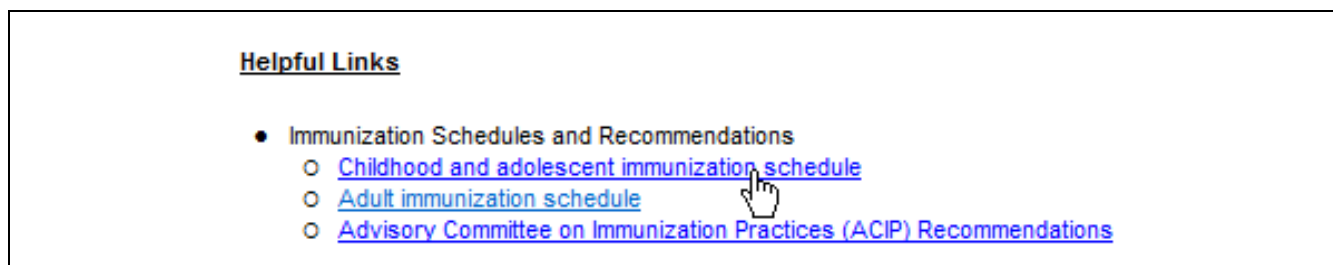 Helpful Links
● Immunization Schedules and Recommendations
○ Childhood and adolescent immunization schedule
○ Adult immunization schedule
○ Advisory Committee on Immunization Practices (ACIP) Recommendations